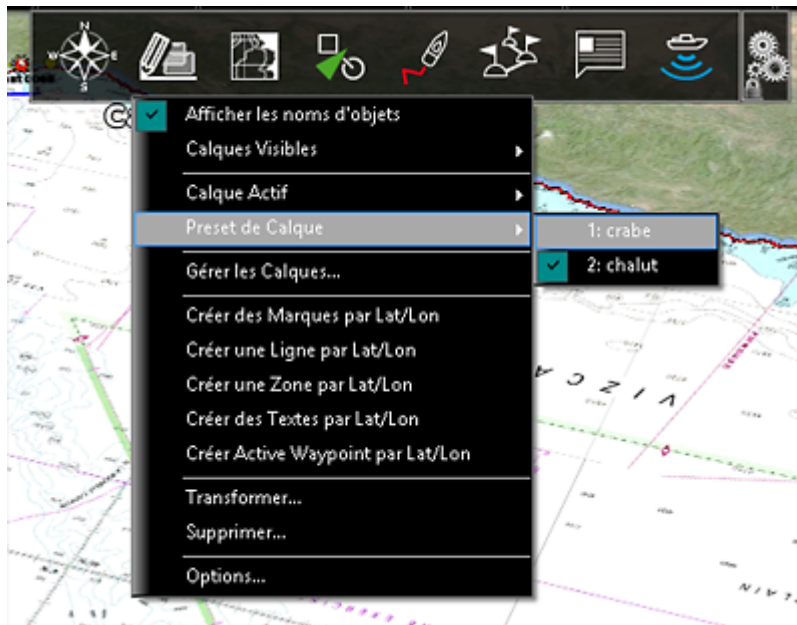 N
E
S
Afficher les noms d'objets
Calques Visibles
Calque Actif
Preset de Calque
1: crabe
2: chalut
Gérer les Calques...
Créer des Marques par Lat/Lon
Créer une Ligne par Lat/Lon
Créer une Zone par Lat/Lon
Créer des Textes par Lat/Lon
Créer Active Waypoint par Lat/Lon
Transformer...
Supprimer...
Options...
VIZCA
PLAIN